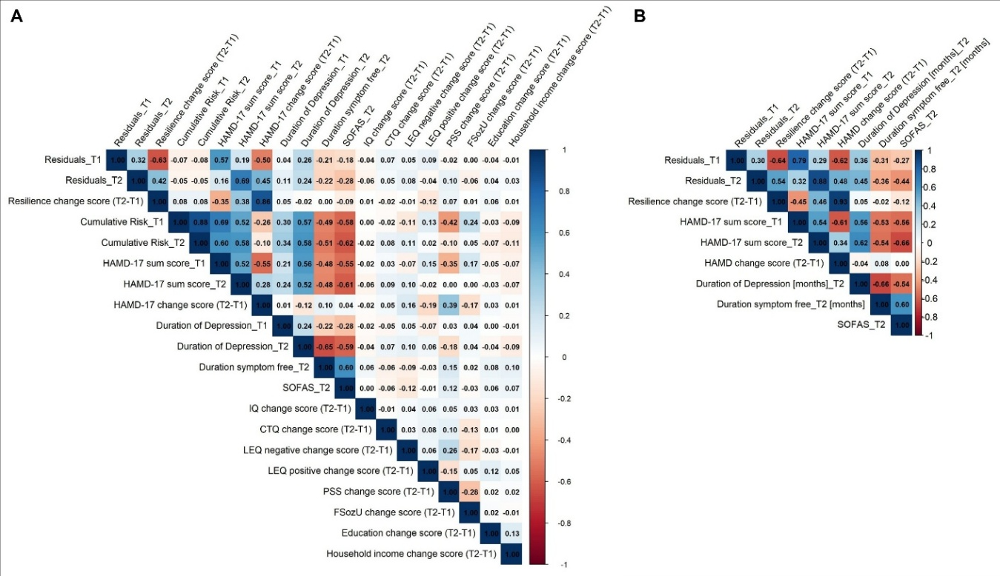 A
Residuals_T1
Residuals_T2
Resilience change score (T2-T1)
Cumulative Risk_T1
Cumulative Risk_T2
HAMD-17 sum score_T1
HAMD-17 sum score_T2
HAMD-17 change score (T2-T1)
Duration of Depression_T1
Duration of Depression_T2
Duration symptom free_T2
SOFAS_T2
IQ change score (T2-T1)
CTQ change score (T2-T1)
LEQ negative change score (T2-T1)
LEQ positive change score (T2-T1)
PSS change score (T2-T1)
FSozU change score (T2-T1)
Education change score (T2-T1)
Household income change score (T2-T1)
Residuals_T1 1.00 0.32 -0.63 -0.07 -0.08 0.57 0.19 -0.50 0.04 0.26 -0.21 -0.18 -0.04 0.07 0.05 0.09 -0.02 0.00 -0.04 -0.01
Residuals_T2 1.00 0.42 -0.05 -0.05 0.16 0.69 0.45 0.11 0.24 -0.22 -0.28 -0.06 0.05 0.08 -0.04 0.10 -0.06 0.04 0.03
Resilience change score (T2-T1) 1.00 0.08 0.08 -0.35 0.38 0.86 0.05 -0.02 0.00 -0.09 0.01 -0.02 -0.01 -0.12 0.07 0.01 0.06 0.01
Cumulative Risk_T1 1.00 0.88 0.69 0.52 -0.26 0.30 0.57 -0.49 -0.58 0.00 -0.02 -0.11 0.13 -0.42 0.24 -0.03 -0.09
Cumulative Risk_T2 1.00 0.60 0.58 -0.10 0.34 0.58 -0.51 -0.62 -0.02 0.08 0.11 0.02 -0.10 0.05 -0.07 -0.11
HAMD-17 sum score_T1 1.00 0.52 -0.55 0.21 0.56 -0.48 -0.55 -0.02 0.03 -0.07 0.15 -0.35 0.17 -0.05 -0.07
HAMD-17 sum score_T2 1.00 0.28 0.24 0.52 -0.48 -0.61 -0.06 0.09 0.10 -0.02 0.00 0.00 -0.03 -0.07
HAMD-17 change score (T2-T1) 1.00 0.01 -0.12 0.10 0.04 -0.02 0.05 0.16 -0.19 0.39 -0.17 0.03 0.01
Duration of Depression_T1 1.00 0.24 -0.22 -0.28 -0.02 -0.05 0.05 -0.07 0.03 0.04 0.00 -0.01
Duration of Depression_T2 1.00 -0.65 -0.59 -0.04 0.07 0.10 0.06 -0.18 0.04 -0.04 -0.09
Duration symptom free_T2 1.00 0.60 0.06 -0.06 -0.09 -0.03 0.15 0.02 0.08 0.10
SOFAS_T2 1.00 0.00 -0.06 -0.12 -0.01 0.12 -0.03 0.06 0.07
IQ change score (T2-T1) 1.00 -0.01 0.04 0.06 0.05 0.03 0.03 0.01
CTQ change score (T2-T1) 1.00 0.03 0.08 0.10 -0.13 0.01 0.00
LEQ negative change score (T2-T1) 1.00 0.06 0.26 -0.17 -0.03 -0.01
LEQ positive change score (T2-T1) 1.00 -0.15 0.05 0.12 0.05
PSS change score (T2-T1) 1.00 -0.28 0.02 0.02
FSozU change score (T2-T1) 1.00 0.02 -0.01
Education change score (T2-T1) 1.00 0.13
Household income change score (T2-T1) 1.00
1
0.8
0.6
0.4
0.2
0
-0.2
-0.4
-0.6
-0.8
-1
B
Residuals_T1
Residuals_T2
Resilience change score (T2-T1)
HAMD-17 sum score_T1
HAMD-17 sum score_T2
HAMD change score (T2-T1)
Duration of Depression [months]_T2
Duration symptom free_T2 [months]
SOFAS_T2
Residuals_T1 1.00 0.30 -0.64 0.79 0.29 -0.62 0.36 -0.31 -0.27
Residuals_T2 1.00 0.54 0.32 0.88 0.48 0.45 -0.36 -0.44
Resilience change score (T2-T1) 1.00 -0.45 0.46 0.93 0.05 -0.02 -0.12
HAMD-17 sum score_T1 1.00 0.54 -0.61 0.56 -0.53 -0.56
HAMD-17 sum score_T2 1.00 0.34 0.62 -0.54 -0.66
HAMD change score (T2-T1) 1.00 -0.04 0.08 0.00
Duration of Depression [months]_T2 1.00 -0.66 -0.54
Duration symptom free_T2 [months] 1.00 0.60
SOFAS_T2 1.00
1
0.8
0.6
0.4
0.2
0
-0.2
-0.4
-0.6
-0.8
-1